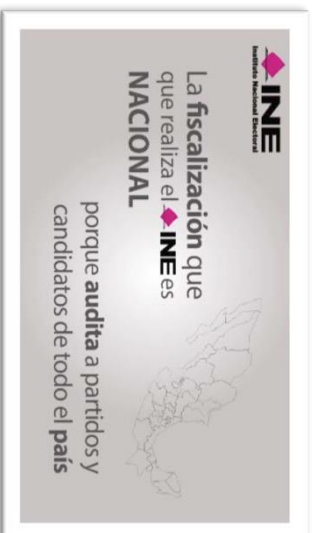 INE
Instituto Nacional Electoral
La fiscalización que
que realiza el INE es
NACIONAL
porque audita a partidos y
candidatos de todo el país